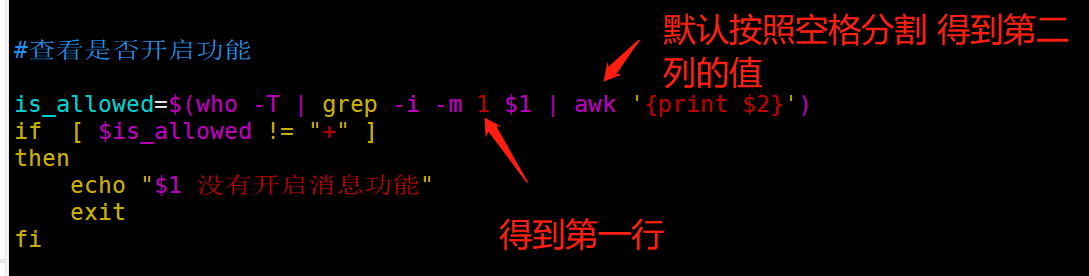 #查看是否开启功能
默认按照空格分割 得到第二
列的值
is_allowed=$(who -T | grep -i -m 1 $1 | awk '{print $2}')
if  [ $is_allowed != "+" ]
then
    echo "$1 没有开启消息功能"
    exit
得到第一行
fi